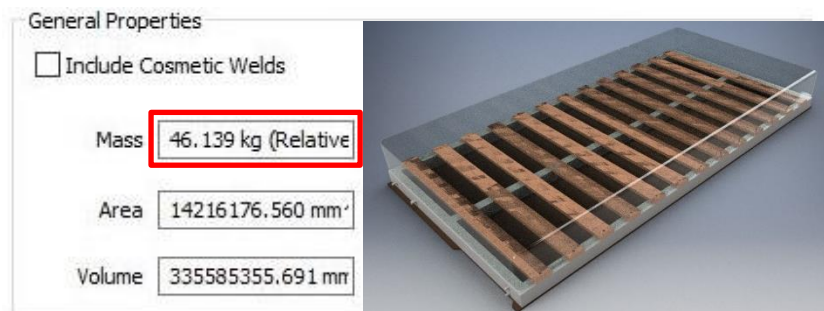 General Properties
Include Cosmetic Welds
Mass 46.139 kg (Relative
Area 14216176.560 mm^
Volume 335585355.691 mm